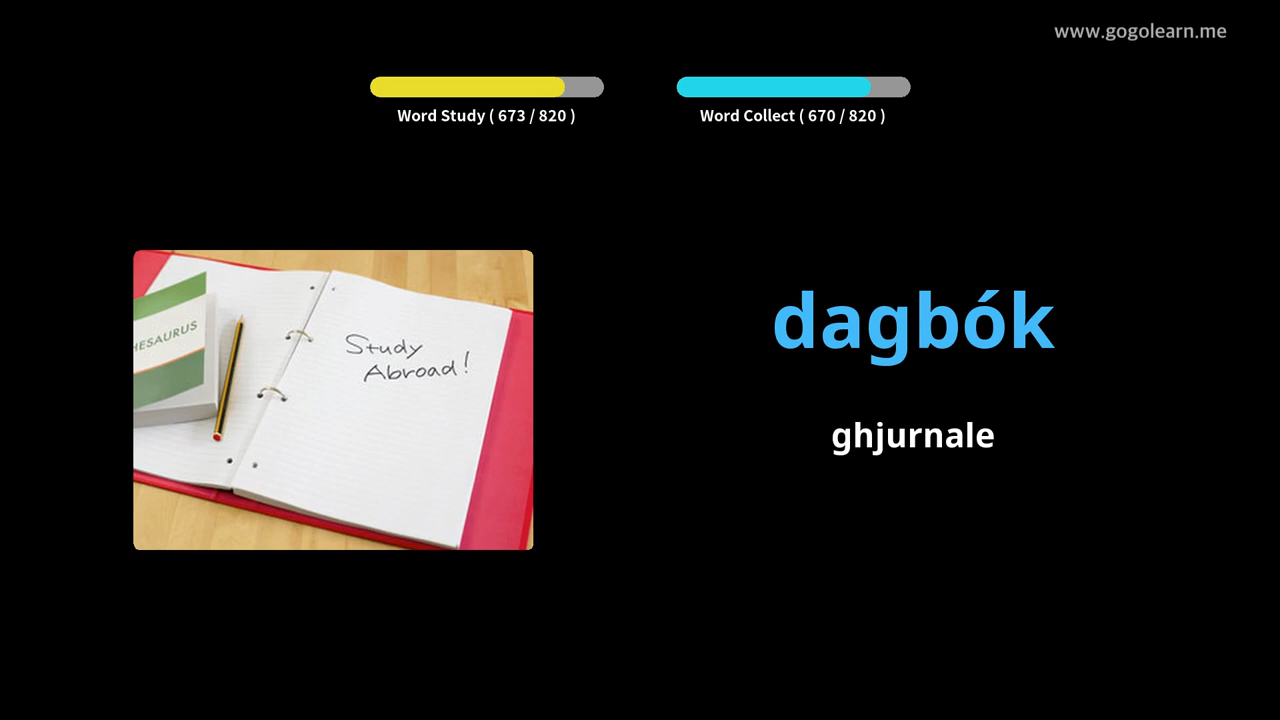 www.gogolearn.me
Word Study ( 673 / 820 )
Word Collect ( 670 / 820 )
HESAURUS
Study
Abroad!
dagbók
ghjurnale